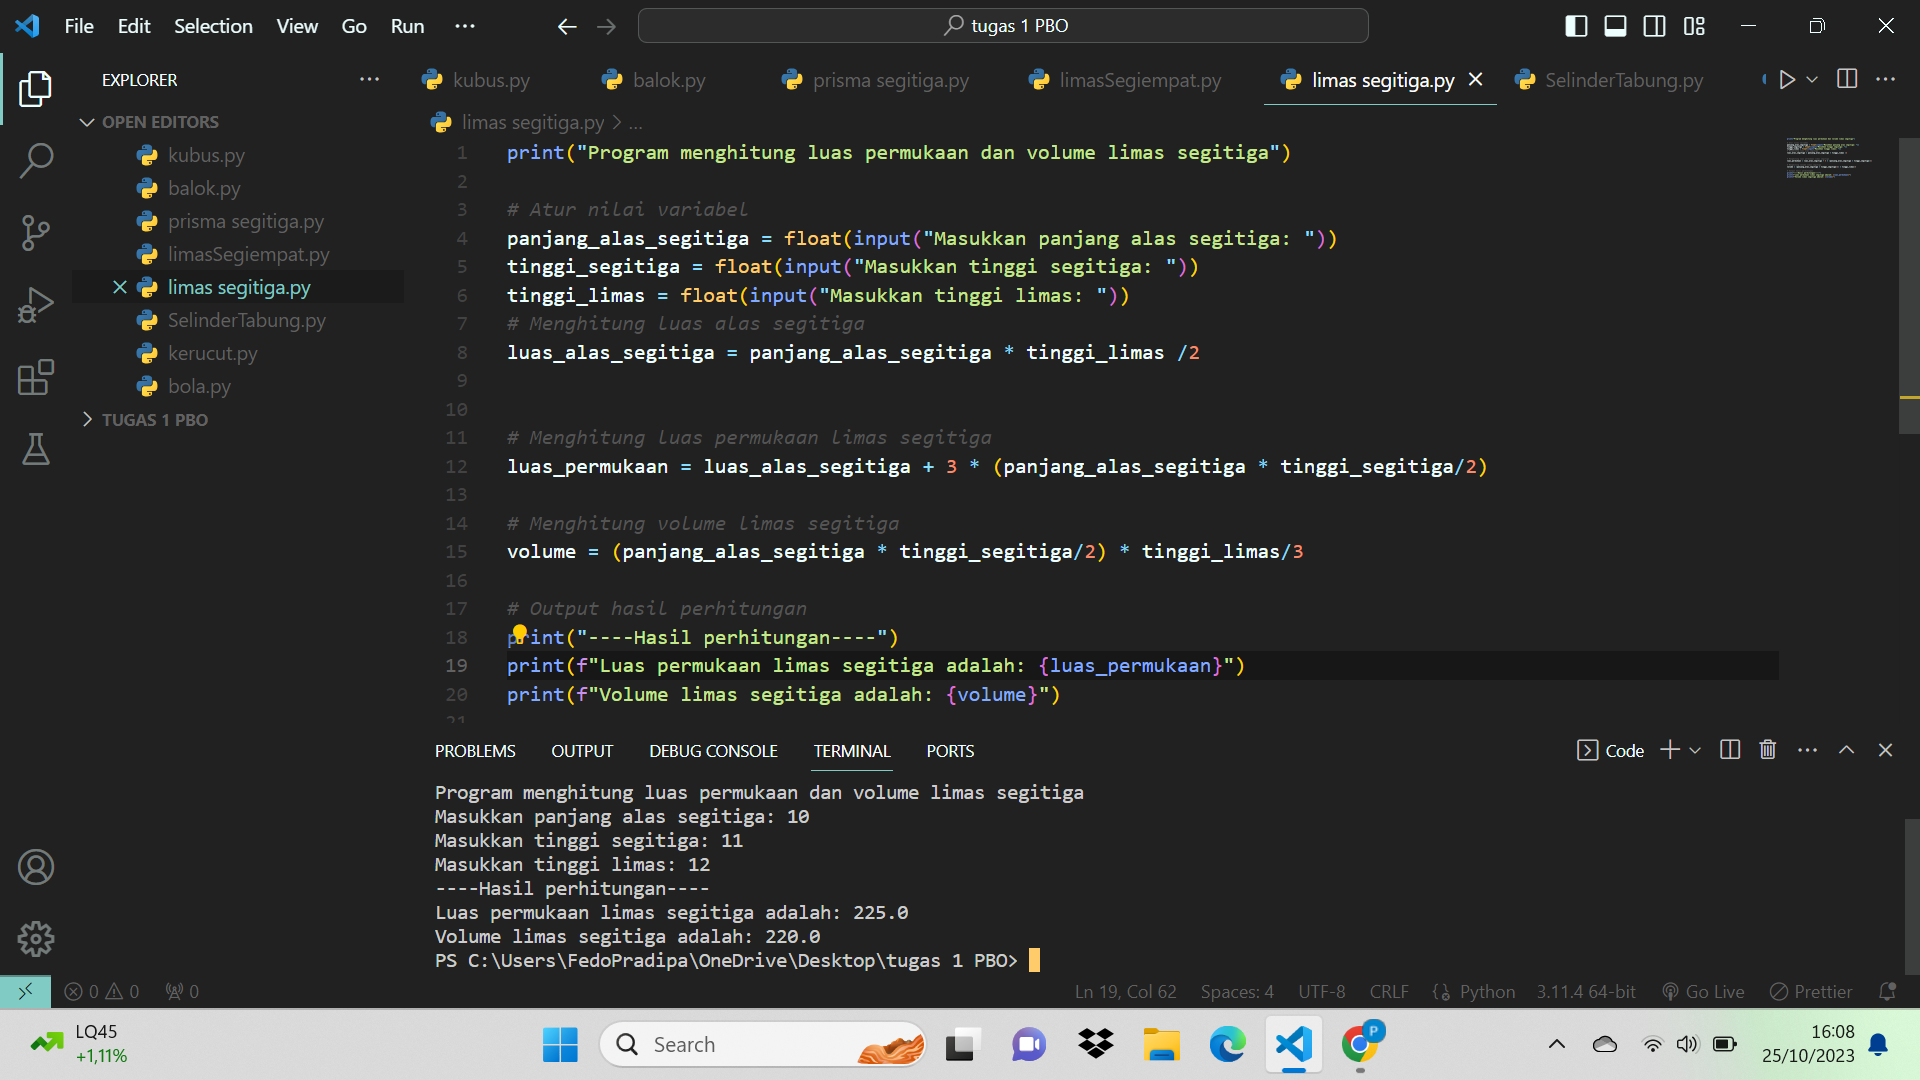 File Edit Selection View Go Run ...
tugas 1 PBO
EXPLORER ...
OPEN EDITORS
kubus.py
balok.py
prisma segitiga.py
limasSegiempat.py
limas segitiga.py
SelinderTabung.py
kerucut.py
bola.py
TUGAS 1 PBO
kubus.py balok.py prisma segitiga.py limasSegiempat.py limas segitiga.py SelinderTabung.py
limas segitiga.py > ...
1 print("Program menghitung luas permukaan dan volume limas segitiga")
2
3 # Atur nilai variabel
4 panjang_alas_segitiga = float(input("Masukkan panjang alas segitiga: "))
5 tinggi_segitiga = float(input("Masukkan tinggi segitiga: "))
6 tinggi_limas = float(input("Masukkan tinggi limas: "))
7 # Menghitung luas alas segitiga
8 luas_alas_segitiga = panjang_alas_segitiga * tinggi_limas /2
9
10
11 # Menghitung luas permukaan limas segitiga
12 luas_permukaan = luas_alas_segitiga + 3 * (panjang_alas_segitiga * tinggi_segitiga/2)
13
14 # Menghitung volume limas segitiga
15 volume = (panjang_alas_segitiga * tinggi_segitiga/2) * tinggi_limas/3
16
17 # Output hasil perhitungan
18 print("----Hasil perhitungan----")
19 print(f"Luas permukaan limas segitiga adalah: {luas_permukaan}")
20 print(f"Volume limas segitiga adalah: {volume}")
21
PROBLEMS OUTPUT DEBUG CONSOLE TERMINAL PORTS
Code
Program menghitung luas permukaan dan volume limas segitiga
Masukkan panjang alas segitiga: 10
Masukkan tinggi segitiga: 11
Masukkan tinggi limas: 12
----Hasil perhitungan----
Luas permukaan limas segitiga adalah: 225.0
Volume limas segitiga adalah: 220.0
PS C:\Users\FedoPradipa\OneDrive\Desktop\tugas 1 PBO>
0 0 0 Ln 19, Col 62 Spaces: 4 UTF-8 CRLF Python 3.11.4 64-bit Go Live Prettier
LQ45
+1,11%
Search
P
16:08
25/10/2023